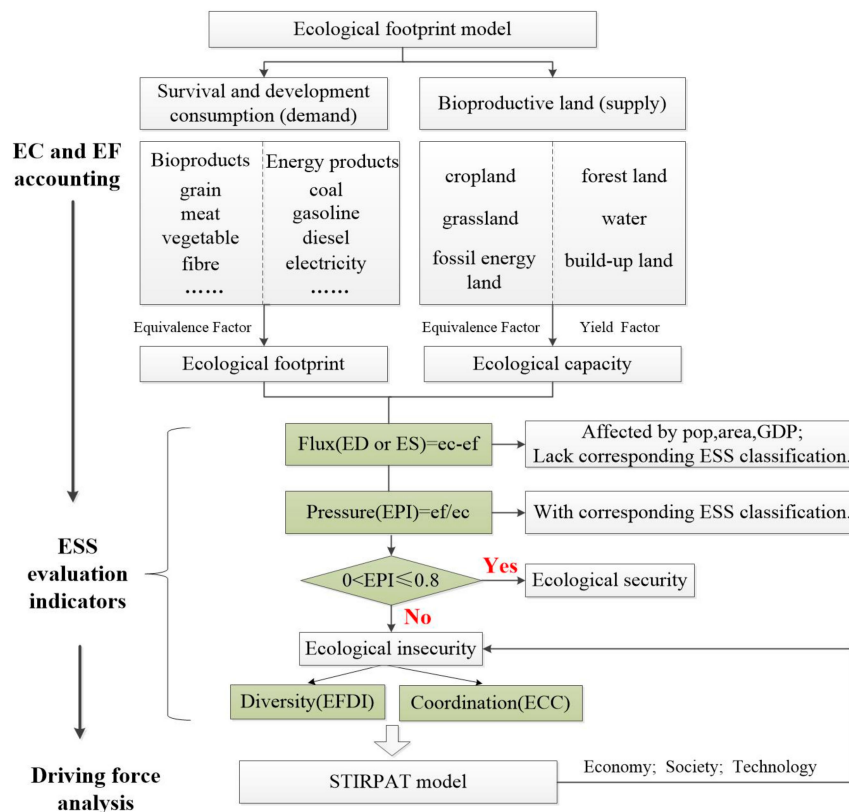 Ecological footprint model
Survival and development
consumption (demand)
Bioproductive land (supply)
EC and EF
accounting
Bioproducts
grain
meat
vegetable
fibre
……
Energy products
coal
gasoline
diesel
electricity
……
cropland
grassland
fossil energy
land
forest land
water
build-up land
Equivalence Factor
Equivalence Factor
Yield Factor
Ecological footprint
Ecological capacity
Flux(ED or ES)=ec-ef
Affected by pop,area,GDP;
Lack corresponding ESS classification.
Pressure(EPI)=ef/ec
With corresponding ESS classification.
ESS
evaluation
indicators
0<EPI≤0.8
Yes
Ecological security
No
Ecological insecurity
Diversity(EFDI)
Coordination(ECC)
Driving force
analysis
STIRPAT model
Economy; Society; Technology